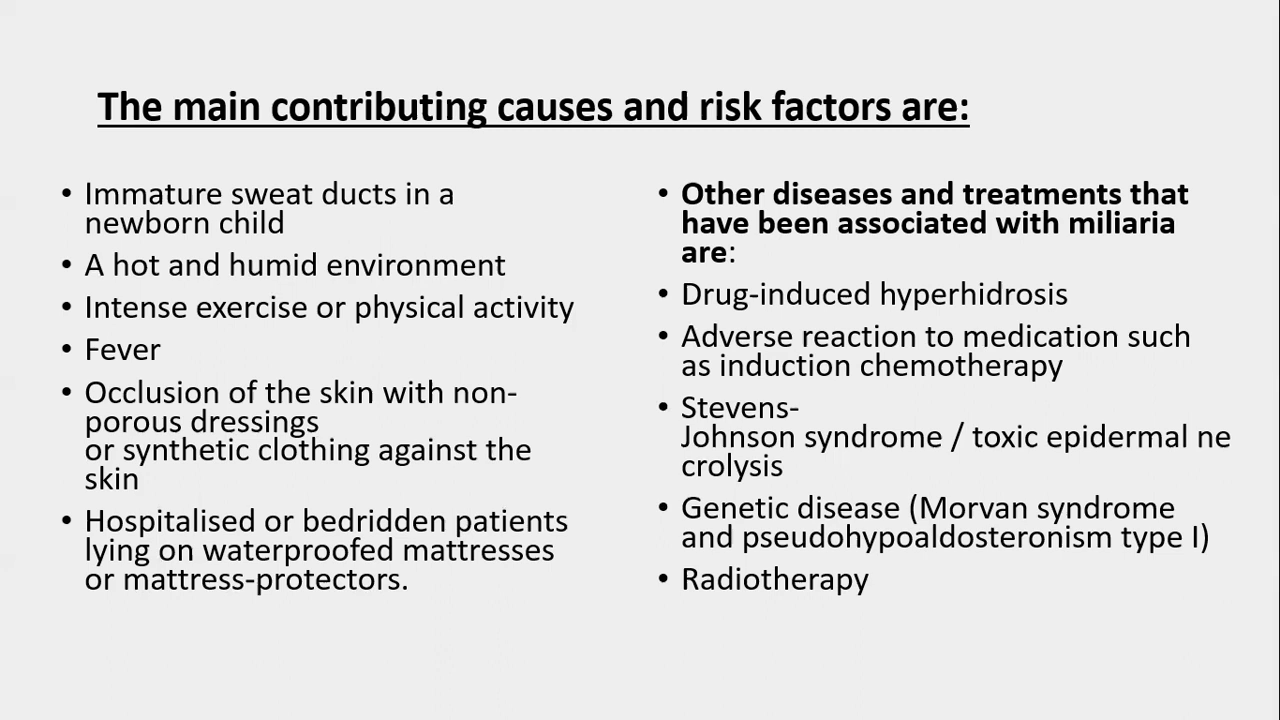 The main contributing causes and risk factors are:
• Immature sweat ducts in a
newborn child
• A hot and humid environment
• Intense exercise or physical activity
• Fever
• Occlusion of the skin with non-
porous dressings
or synthetic clothing against the
skin
• Hospitalised or bedridden patients
lying on waterproofed mattresses
or mattress-protectors.
• Other diseases and treatments that
have been associated with miliaria
are:
• Drug-induced hyperhidrosis
• Adverse reaction to medication such
as induction chemotherapy
• Stevens-
Johnson syndrome / toxic epidermal ne
crolysis
• Genetic disease (Morvan syndrome
and pseudohypoaldosteronism type I)
• Radiotherapy